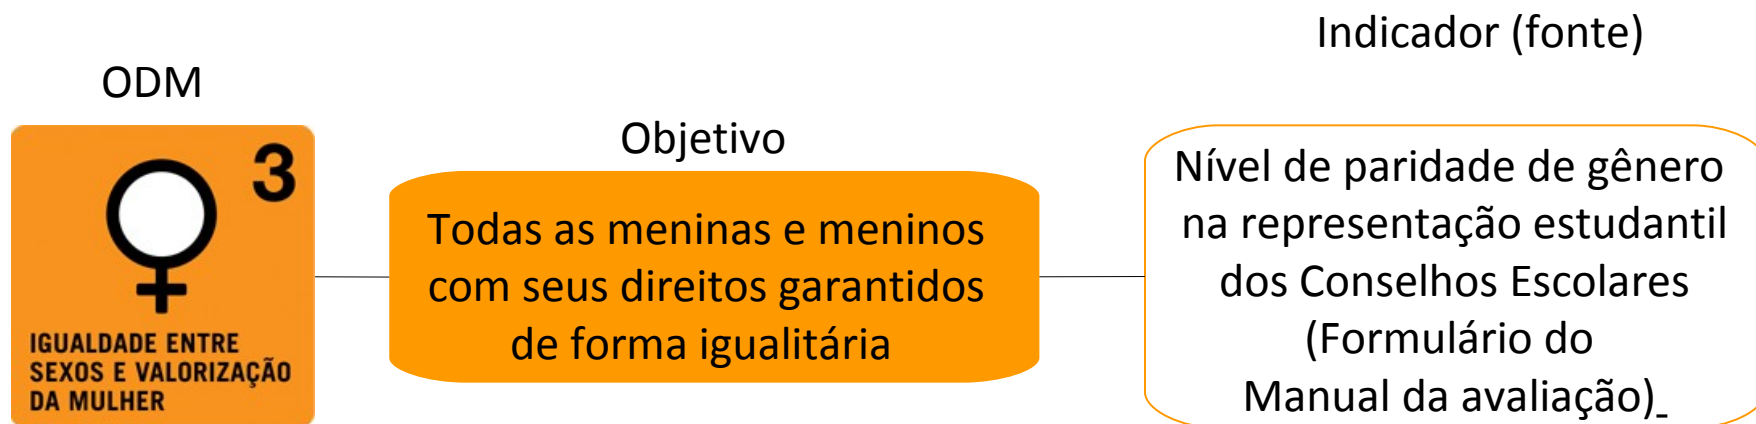 ODM
3
IGUALDADE ENTRE
SEXOS E VALORIZAÇÃO
DA MULHER
Objetivo
Todas as meninas e meninos
com seus direitos garantidos
de forma igualitária
Indicador (fonte)
Nível de paridade de gênero
na representação estudantil
dos Conselhos Escolares
(Formulário do
Manual da avaliação)